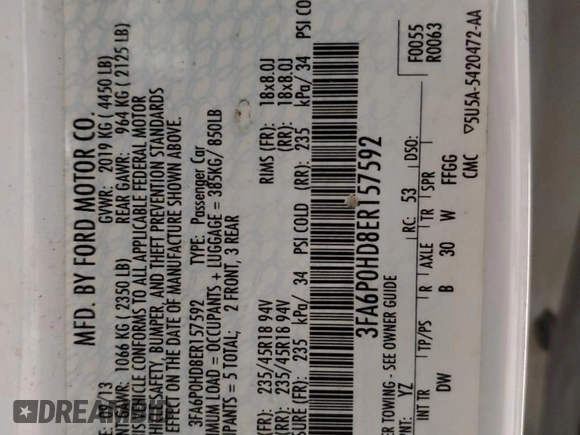 MFD. BY FORD MOTOR CO.
/13 GVWR: 2019 KG ( 4450 LB)
1066 KG ( 2350 LB) REAR GAWR: 964 KG ( 2125 LB)
VEHICLE CONFORMS TO ALL APPLICABLE FEDERAL MOTOR
SAFETY, BUMPER, AND THEFT PREVENTION STANDARDS
EFFECT ON THE DATE OF MANUFACTURE SHOWN ABOVE.
3FA6P0HD8ER157592 TYPE: Passenger Car
LOAD = OCCUPANTS + LUGGAGE = 385KG/ 850LB
= 5 TOTAL; 2 FRONT, 3 REAR
(FR): 235/45R18 94V RIMS (FR): 18x8.0J
(RR): 235/45R18 94V (RR): 18x8.0J
(FR): 235 kPa/ 34 PSI COLD (RR): 235 kPa/ 34 PSI CO
3FA6P0HD8ER157592
TOWING - SEE OWNER GUIDE
YZ RC: 53 DSO:
F0055
R0063
INT TR TP/PS R AXLE TR SPR
DW B 30 W FFGG
CMC ▽5U5A-5420472-AA
DREAMBID